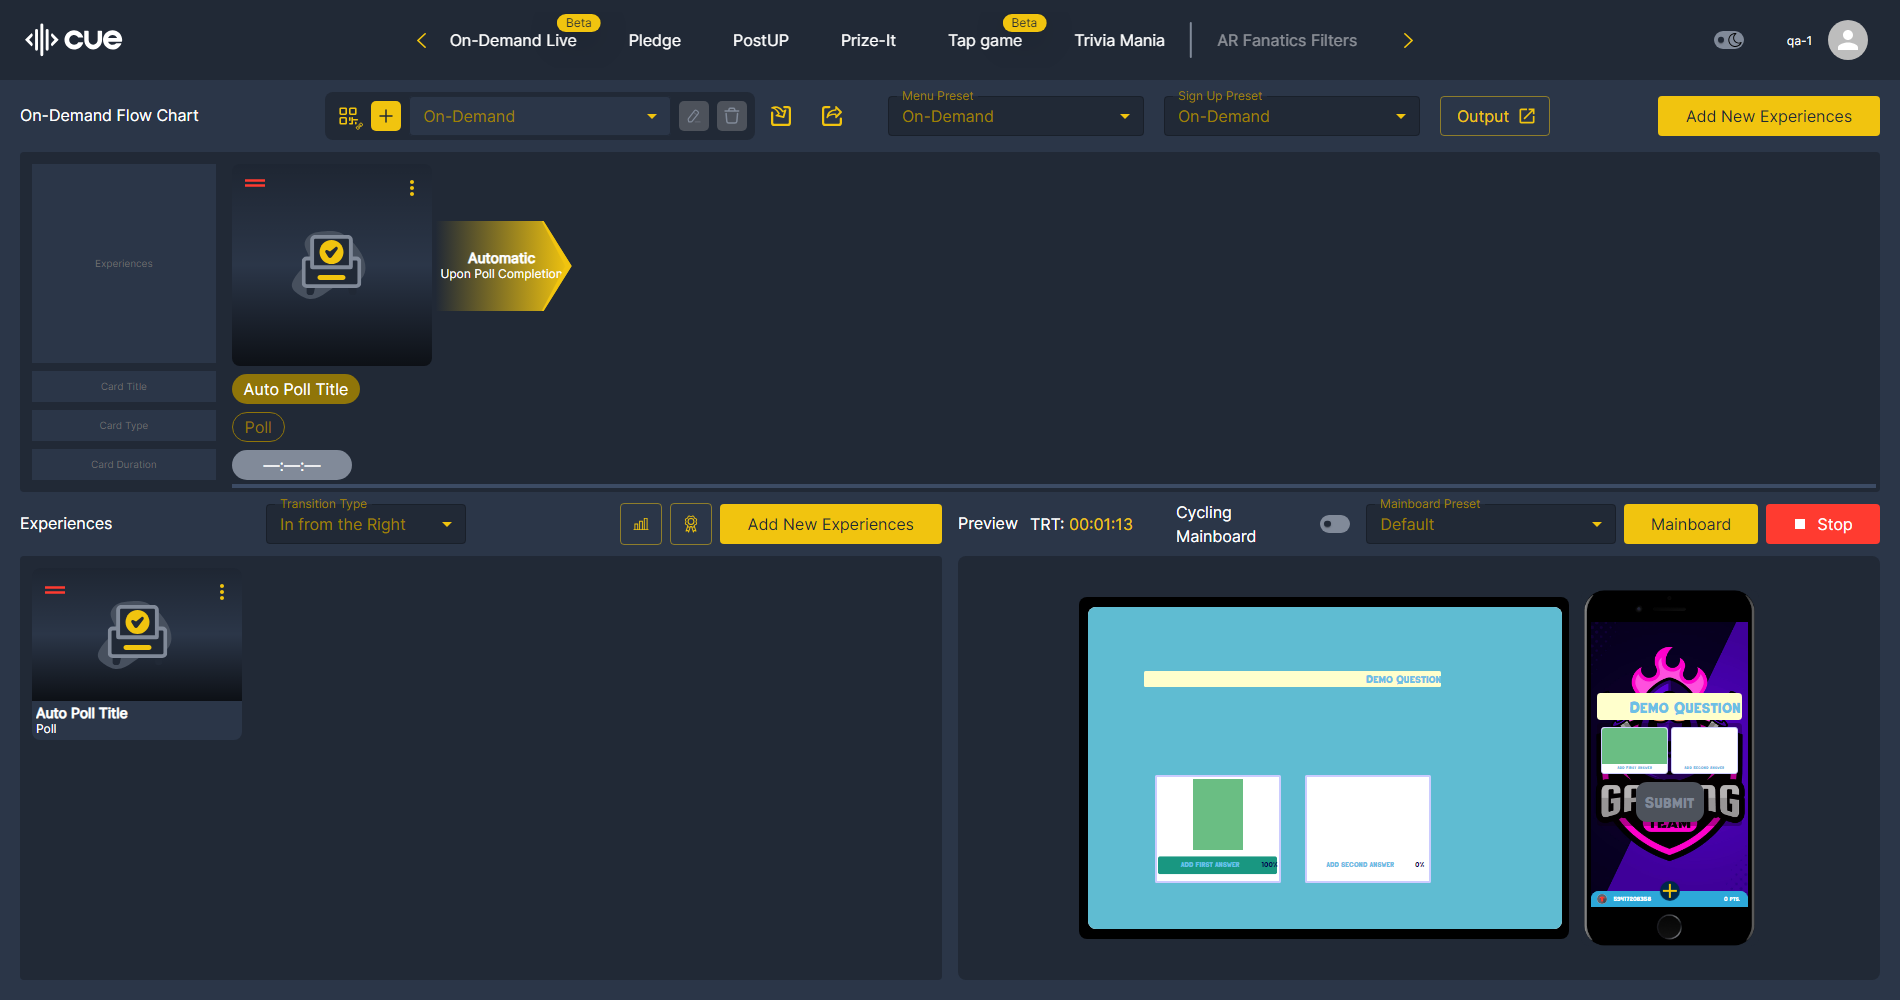 cue
On-Demand Live
Beta
Pledge
PostUP
Prize-It
Tap game
Beta
Trivia Mania
AR Fanatics Filters
qa-1
On-Demand Flow Chart
On-Demand
Menu Preset
On-Demand
Sign Up Preset
On-Demand
Output
Add New Experiences
Experiences
Automatic
Upon Poll Completion
Card Title
Auto Poll Title
Card Type
Poll
Card Duration
—:—:—
Experiences
Transition Type
In from the Right
Add New Experiences
Preview
TRT: 00:01:13
Cycling
Mainboard
Mainboard Preset
Default
Mainboard
Stop
Auto Poll Title
Poll
Demo Question
Add First Answer
100%
Add Second Answer
0%
Demo Question
Add First Answer
Add Second Answer
Submit
TEAM
0 PTS.